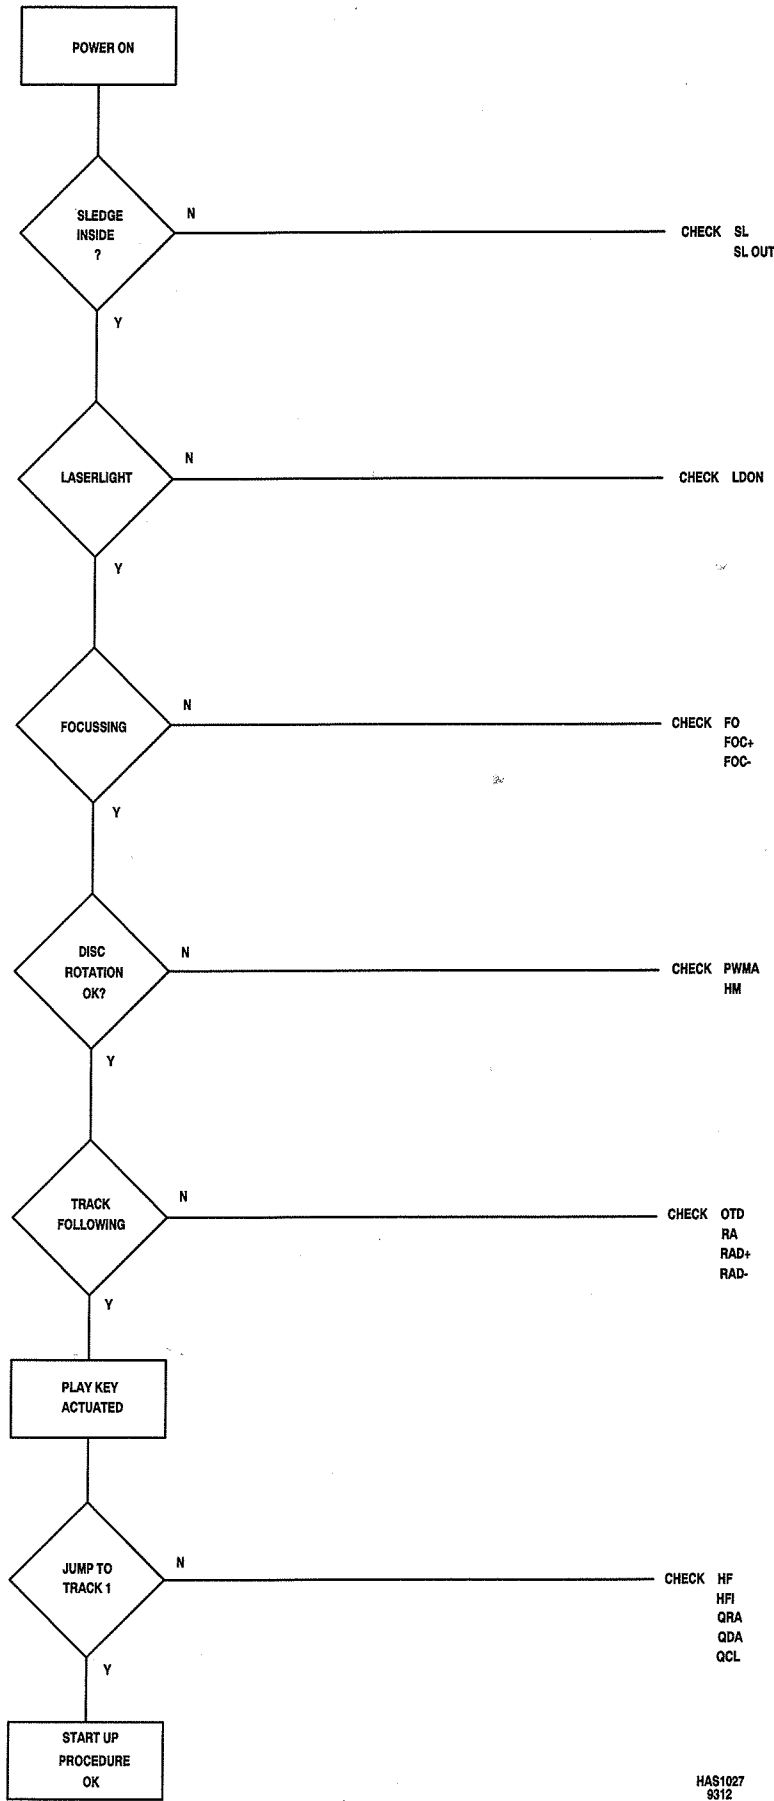 POWER ON
SLEDGE
INSIDE
?
N
CHECK SL
SL OUT
Y
LASERLIGHT
N
CHECK LDON
Y
FOCUSSING
N
CHECK FO
FOC+
FOC-
Y
DISC
ROTATION
OK?
N
CHECK PWMA
HM
Y
TRACK
FOLLOWING
N
CHECK OTD
RA
RAD+
RAD-
Y
PLAY KEY
ACTUATED
JUMP TO
TRACK 1
N
CHECK HF
HFI
QRA
QDA
QCL
Y
START UP
PROCEDURE
OK
HAS1027
9312